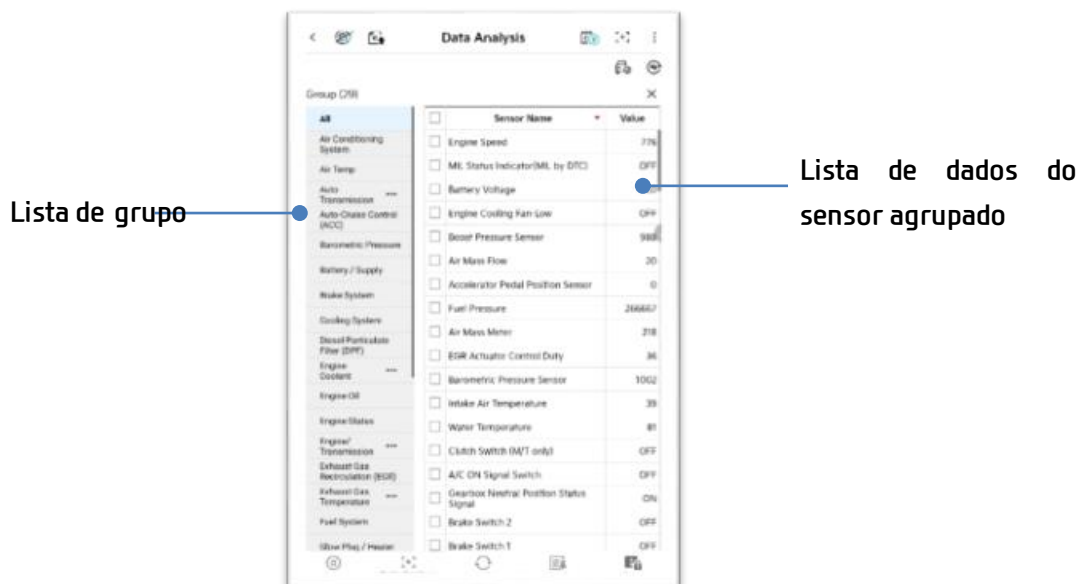 Data Analysis
Group (29)
All
Air Conditioning
System
Air Temp
Auto
Transmission
Auto-Cruise Control
(ACC)
Barometric Pressure
Battery / Supply
Brake System
Cooling System
Diesel Particulate
Filter (DPF)
Engine
Coolant
Engine Oil
Engine Status
Engine/
Transmission
Exhaust Gas
Recirculation (EGR)
Exhaust Gas
Temperature
Fuel System
Glow Plug / Heater
Sensor Name Value
Engine Speed 776
MIL Status Indicator(MIL by DTC) OFF
Battery Voltage
Engine Cooling Fan-Low OFF
Boost Pressure Sensor 988
Air Mass Flow 20
Accelerator Pedal Position Sensor 0
Fuel Pressure 266667
Air Mass Meter 218
EGR Actuator Control Duty 36
Barometric Pressure Sensor 1002
Intake Air Temperature 39
Water Temperature 81
Clutch Switch (M/T only) OFF
A/C ON Signal Switch OFF
Gearbox Neutral Position Status
Signal ON
Brake Switch 2 OFF
Brake Switch 1 OFF
Lista de grupo
Lista de dados do
sensor agrupado